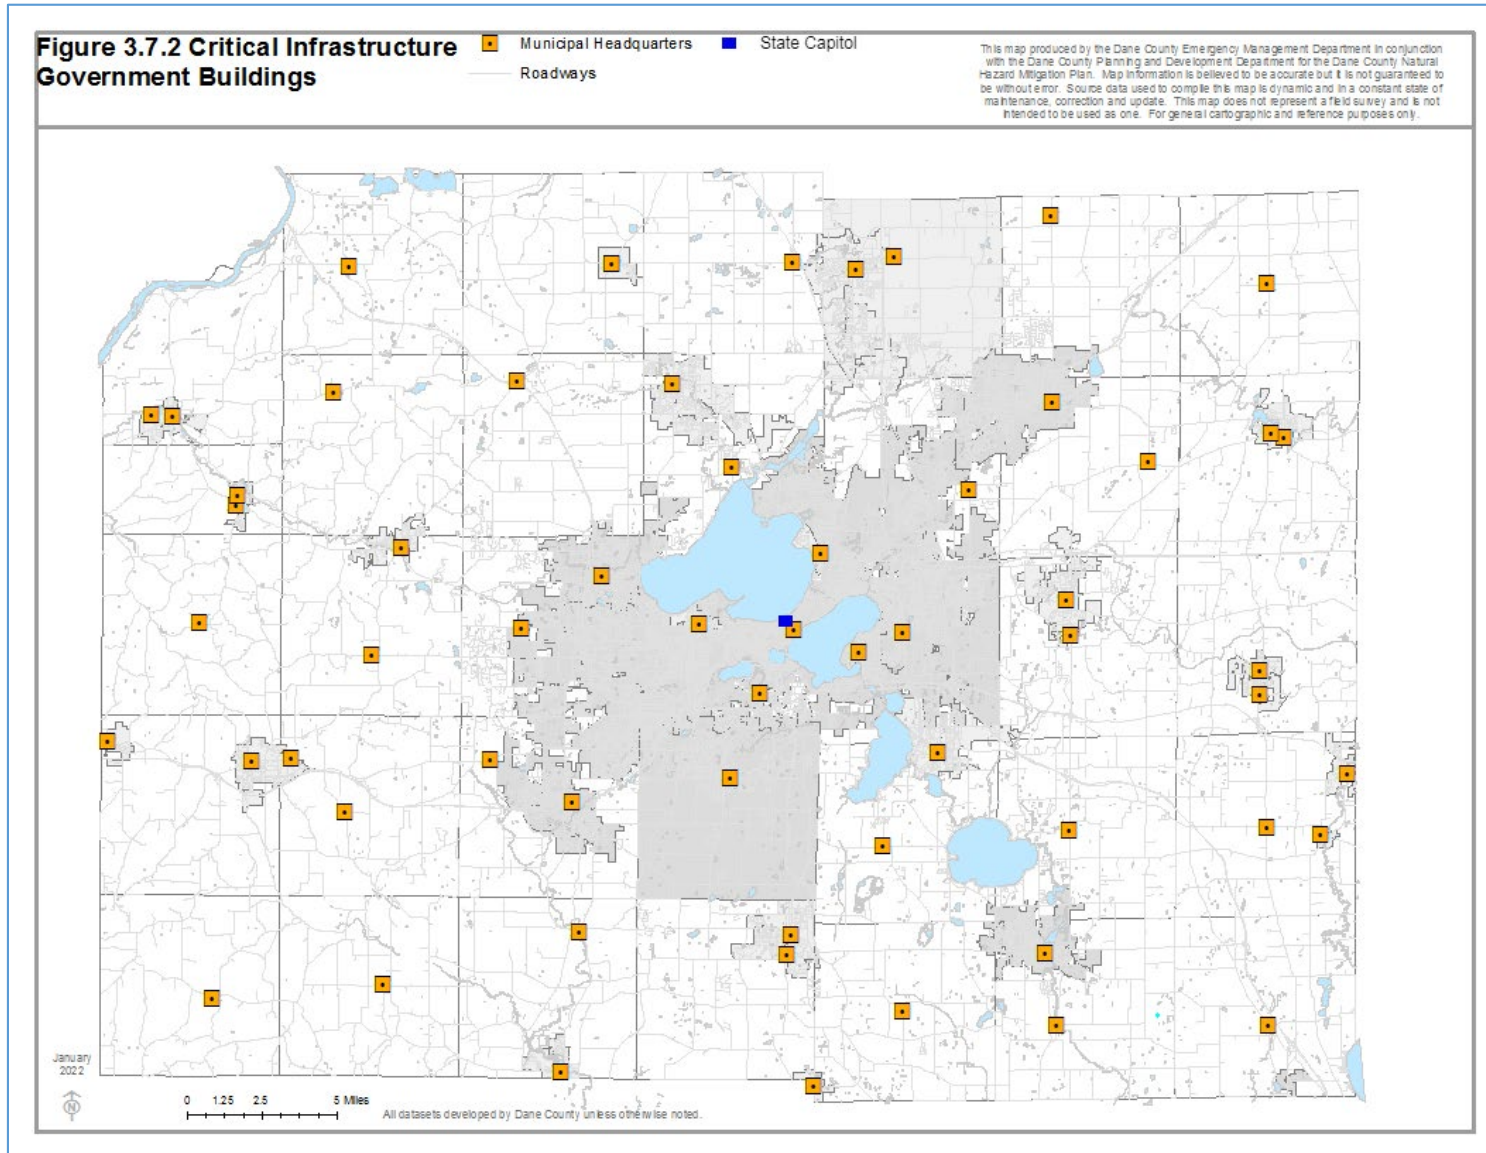 Figure 3.7.2 Critical Infrastructure
Government Buildings
Municipal Headquarters
State Capitol
Roadways
This map produced by the Dane County Emergency Management Department in conjunction
with the Dane County Planning and Development Department for the Dane County Natural
Hazard Mitigation Plan. Map information is believed to be accurate but it is not guaranteed to
be without error. Source data used to compile this map is dynamic and in a constant state of
maintenance, correction and update. This map does not represent a field survey and is not
intended to be used as one. For general cartographic and reference purposes only.
January
2022
N
0 1.25 2.5 5 Miles
All datasets developed by Dane County unless otherwise noted.